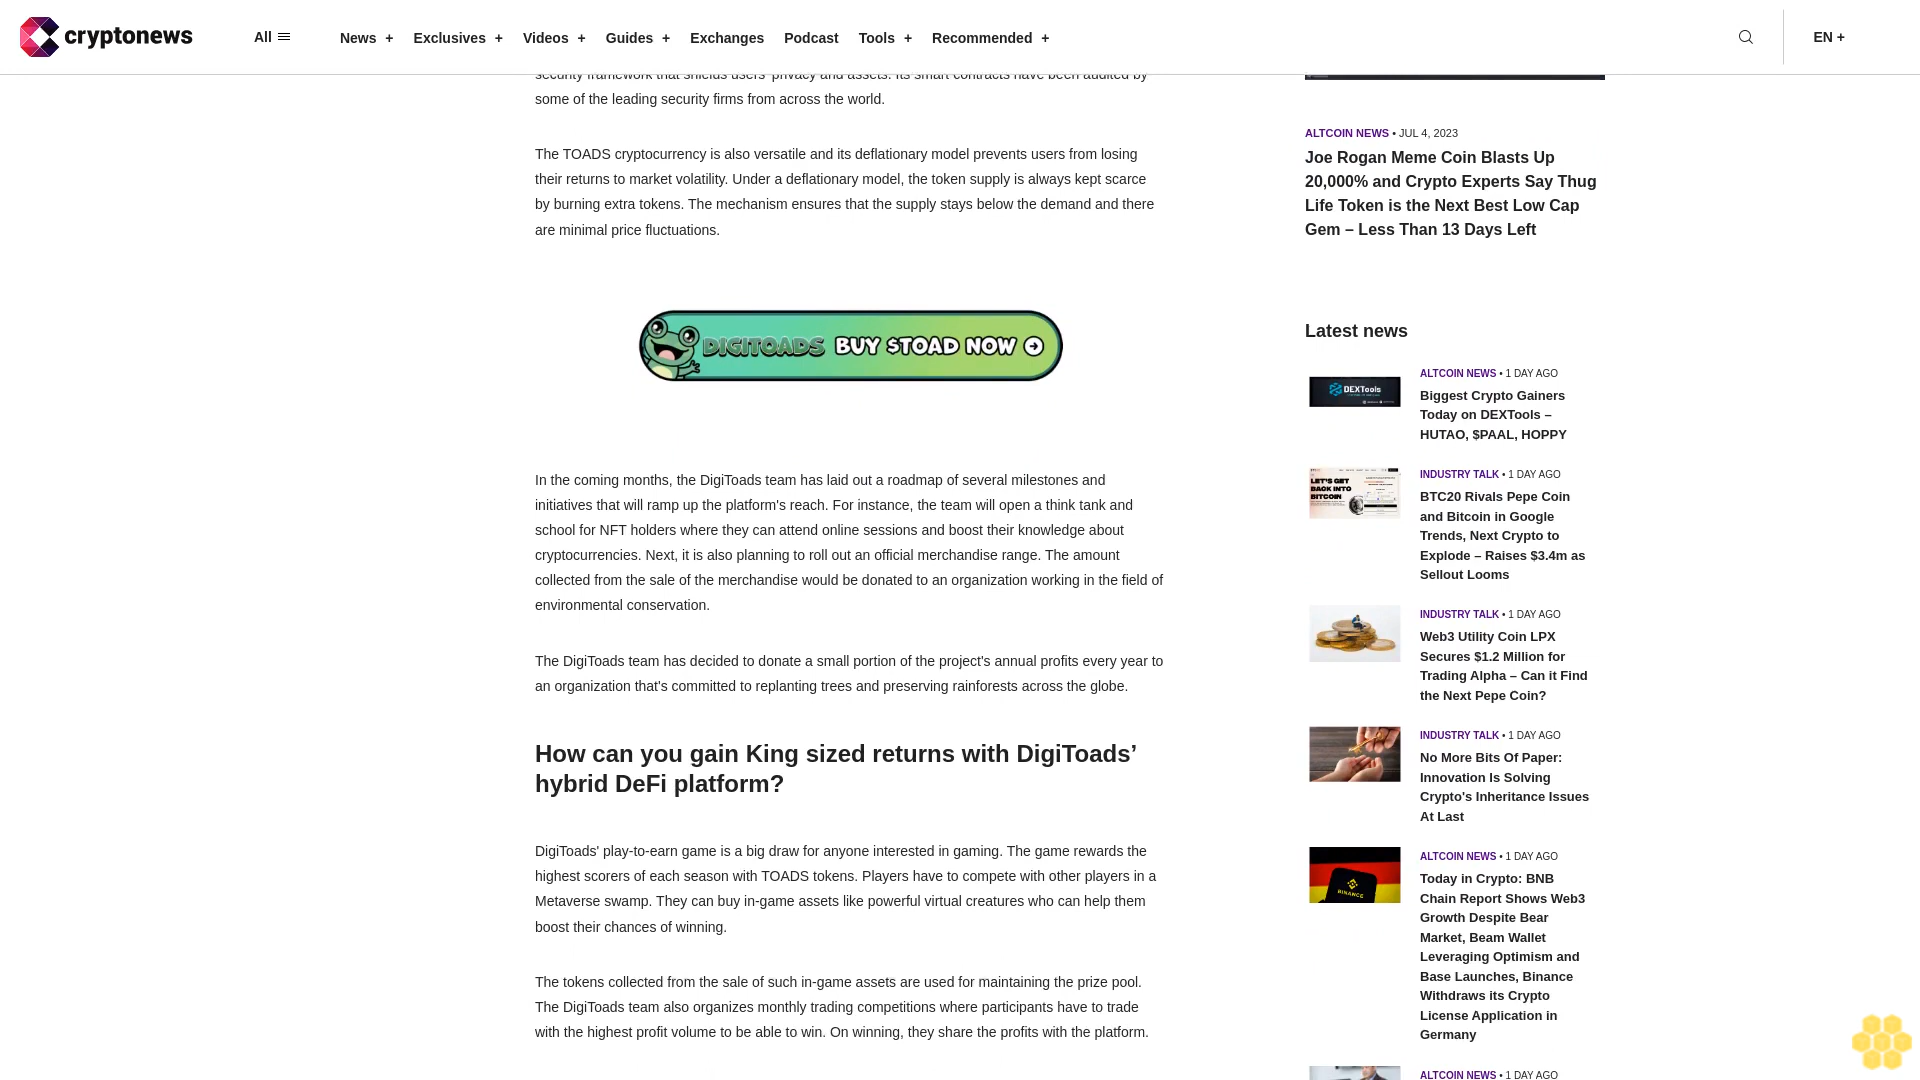 cryptonews
All
News +
Exclusives +
Videos +
Guides +
Exchanges
Podcast
Tools +
Recommended +
EN +
security framework that shields users' privacy and assets. Its smart contracts have been audited by
some of the leading security firms from across the world.
The TOADS cryptocurrency is also versatile and its deflationary model prevents users from losing
their returns to market volatility. Under a deflationary model, the token supply is always kept scarce
by burning extra tokens. The mechanism ensures that the supply stays below the demand and there
are minimal price fluctuations.
DIGITOADS BUY $TOAD NOW
In the coming months, the DigiToads team has laid out a roadmap of several milestones and
initiatives that will ramp up the platform's reach. For instance, the team will open a think tank and
school for NFT holders where they can attend online sessions and boost their knowledge about
cryptocurrencies. Next, it is also planning to roll out an official merchandise range. The amount
collected from the sale of the merchandise would be donated to an organization working in the field of
environmental conservation.
The DigiToads team has decided to donate a small portion of the project's annual profits every year to
an organization that's committed to replanting trees and preserving rainforests across the globe.
How can you gain King sized returns with DigiToads’
hybrid DeFi platform?
DigiToads' play-to-earn game is a big draw for anyone interested in gaming. The game rewards the
highest scorers of each season with TOADS tokens. Players have to compete with other players in a
Metaverse swamp. They can buy in-game assets like powerful virtual creatures who can help them
boost their chances of winning.
The tokens collected from the sale of such in-game assets are used for maintaining the prize pool.
The DigiToads team also organizes monthly trading competitions where participants have to trade
with the highest profit volume to be able to win. On winning, they share the profits with the platform.
ALTCOIN NEWS • JUL 4, 2023
Joe Rogan Meme Coin Blasts Up
20,000% and Crypto Experts Say Thug
Life Token is the Next Best Low Cap
Gem – Less Than 13 Days Left
Latest news
DEXTools
ALTCOIN NEWS • 1 DAY AGO
Biggest Crypto Gainers
Today on DEXTools –
HUTAO, $PAAL, HOPPY
LET'S GET
BACK INTO
BITCOIN
INDUSTRY TALK • 1 DAY AGO
BTC20 Rivals Pepe Coin
and Bitcoin in Google
Trends, Next Crypto to
Explode – Raises $3.4m as
Sellout Looms
INDUSTRY TALK • 1 DAY AGO
Web3 Utility Coin LPX
Secures $1.2 Million for
Trading Alpha – Can it Find
the Next Pepe Coin?
INDUSTRY TALK • 1 DAY AGO
No More Bits Of Paper:
Innovation Is Solving
Crypto's Inheritance Issues
At Last
BINANCE
ALTCOIN NEWS • 1 DAY AGO
Today in Crypto: BNB
Chain Report Shows Web3
Growth Despite Bear
Market, Beam Wallet
Leveraging Optimism and
Base Launches, Binance
Withdraws its Crypto
License Application in
Germany
ALTCOIN NEWS • 1 DAY AGO